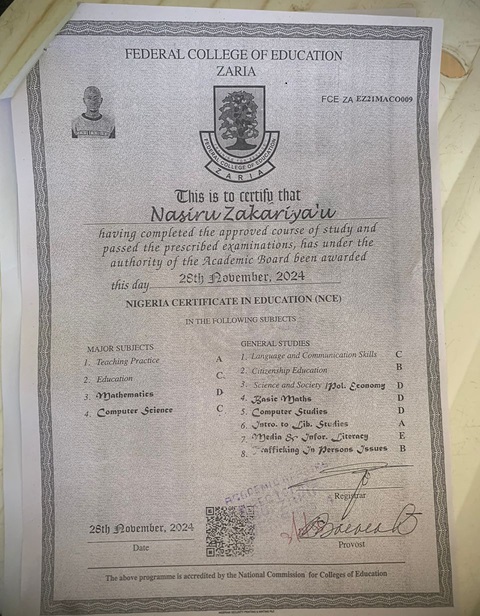 FEDERAL COLLEGE OF EDUCATION
ZARIA
FCE ZA EZ21MACO009
FEDERAL COLLEGE OF EDUCATION
ZARIA
This is to certify that
Nasiru Zakariya'u
having completed the approved course of study and
passed the prescribed examinations, has under the
authority of the Academic Board been awarded
this day 28th November, 2024
NIGERIA CERTIFICATE IN EDUCATION (NCE)
IN THE FOLLOWING SUBJECTS
MAJOR SUBJECTS
1. Teaching Practice A
2. Education C.
3. Mathematics D
4. Computer Science C
GENERAL STUDIES
1. Language and Communication Skills C
2. Citizenship Education B
3. Science and Society /Pol. Economy D
4. Basic Maths D
5. Computer Studies D
6. Intro. to Lib. Studies A
7. Media & Infor. Literacy E
8. Trafficking In Persons Issues B
Registrar
28th November, 2024
Date
Provost
The above programme is accredited by the National Commission for Colleges of Education